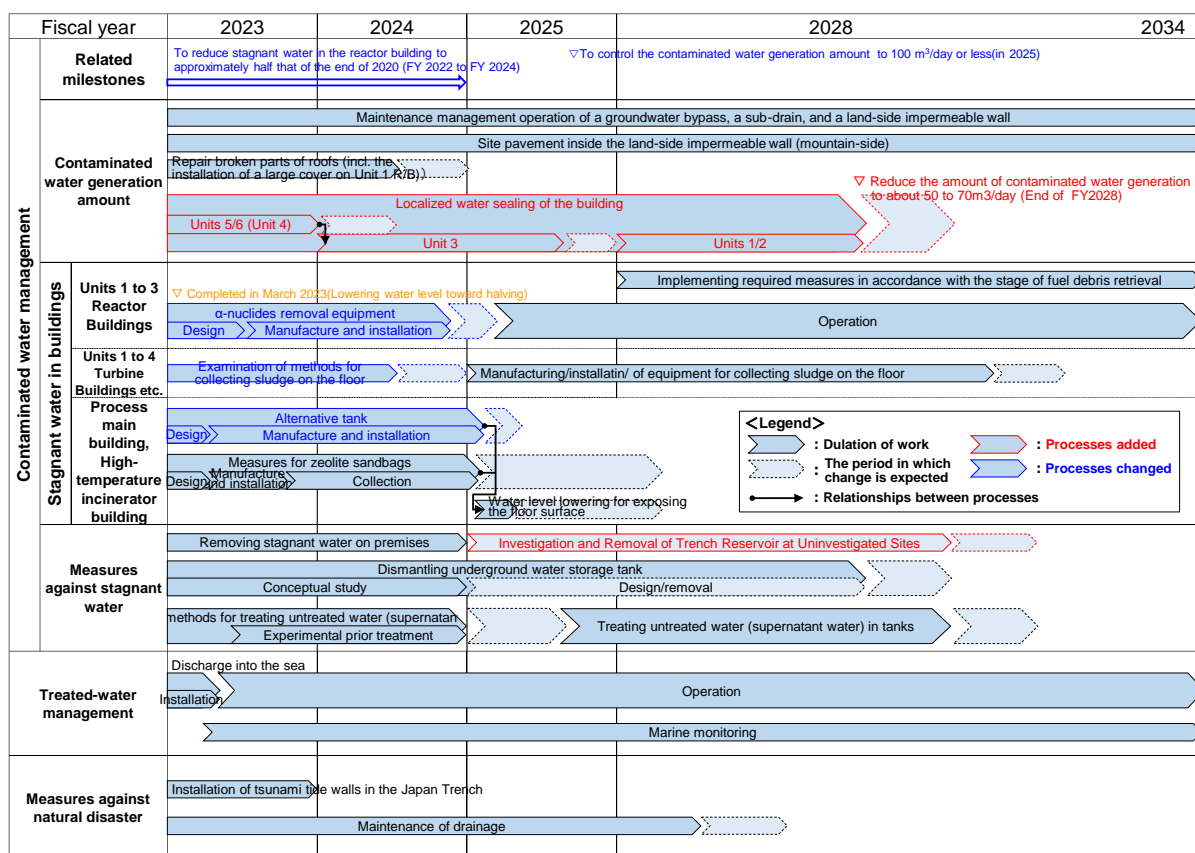 Fiscal year
2023
2024
2025
2028
2034
Contaminated water management
Related
milestones
To reduce stagnant water in the reactor building to
approximately half that of the end of 2020 (FY 2022 to FY 2024)
▽To control the contaminated water generation amount to 100 m³/day or less(in 2025)
Contaminated
water generation
amount
Maintenance management operation of a groundwater bypass, a sub-drain, and a land-side impermeable wall
Site pavement inside the land-side impermeable wall (mountain-side)
Repair broken parts of roofs (incl. the
installation of a large cover on Unit 1 R/B))
▽ Reduce the amount of contaminated water generation
to about 50 to 70m3/day (End of FY2028)
Localized water sealing of the building
Units 5/6 (Unit 4)
Unit 3
Units 1/2
Stagnant water in buildings
Units 1 to 3
Reactor
Buildings
Implementing required measures in accordance with the stage of fuel debris retrieval
▽ Completed in March 2023(Lowering water level toward halving)
α-nuclides removal equipment
Design
Manufacture and installation
Operation
Units 1 to 4
Turbine
Buildings etc.
Examination of methods for
collecting sludge on the floor
Manufacturing/installatin/ of equipment for collecting sludge on the floor
Process
main
building,
High-
temperature
incinerator
building
Alternative tank
Design
Manufacture and installation
Measures for zeolite sandbags
Design
Manufacture
and installation
Collection
Water level lowering for exposing
the floor surface
<Legend>
: Dulation of work
: Processes added
: The period in which
change is expected
: Processes changed
: Relationships between processes
Measures
against stagnant
water
Removing stagnant water on premises
Investigation and Removal of Trench Reservoir at Uninvestigated Sites
Dismantling underground water storage tank
Conceptual study
Design/removal
methods for treating untreated water (supernatan
Experimental prior treatment
Treating untreated water (supernatant water) in tanks
Treated-water
management
Discharge into the sea
Installation
Operation
Marine monitoring
Measures against
natural disaster
Installation of tsunami tide walls in the Japan Trench
Maintenance of drainage